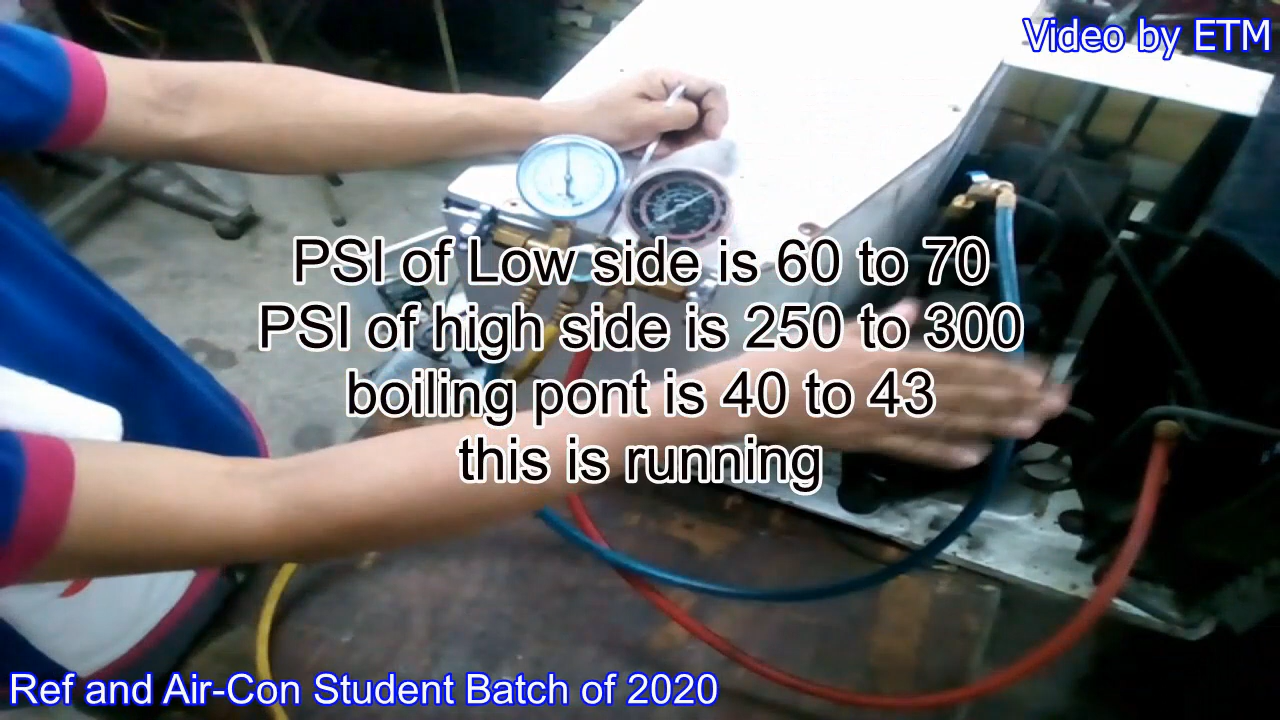 Video by ETM
PSI of Low side is 60 to 70
PSI of high side is 250 to 300
boiling pont is 40 to 43
this is running
Ref and Air-Con Student Batch of 2020